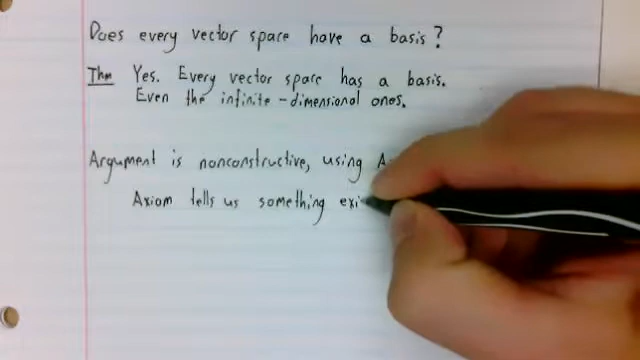 Does every vector space have a basis?
Thm Yes. Every vector space has a basis.
Even the infinite-dimensional ones.
Argument is nonconstructive, using A
Axiom tells us something exi